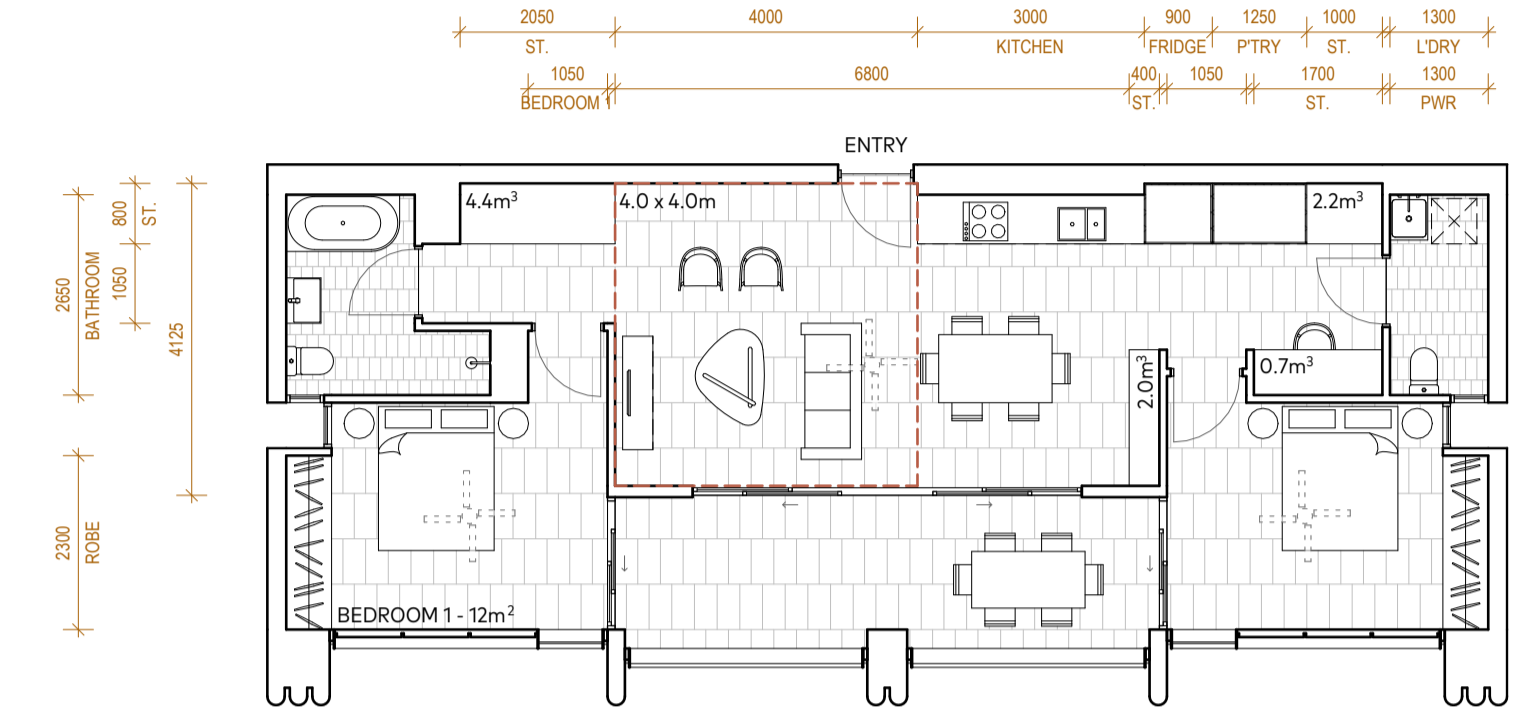 2050 4000 3000 900 1250 1000 1300
ST. KITCHEN FRIDGE P'TRY ST. L'DRY
1050 6800 400 1050 1700 1300
BEDROOM 1 ST. ST. PWR
ENTRY
4.4m³ 4.0 x 4.0m 2.2m³
800
ST.
2650
BATHROOM
1050
4125
2.0m³
0.7m³
2300
ROBE
BEDROOM 1 - 12m²